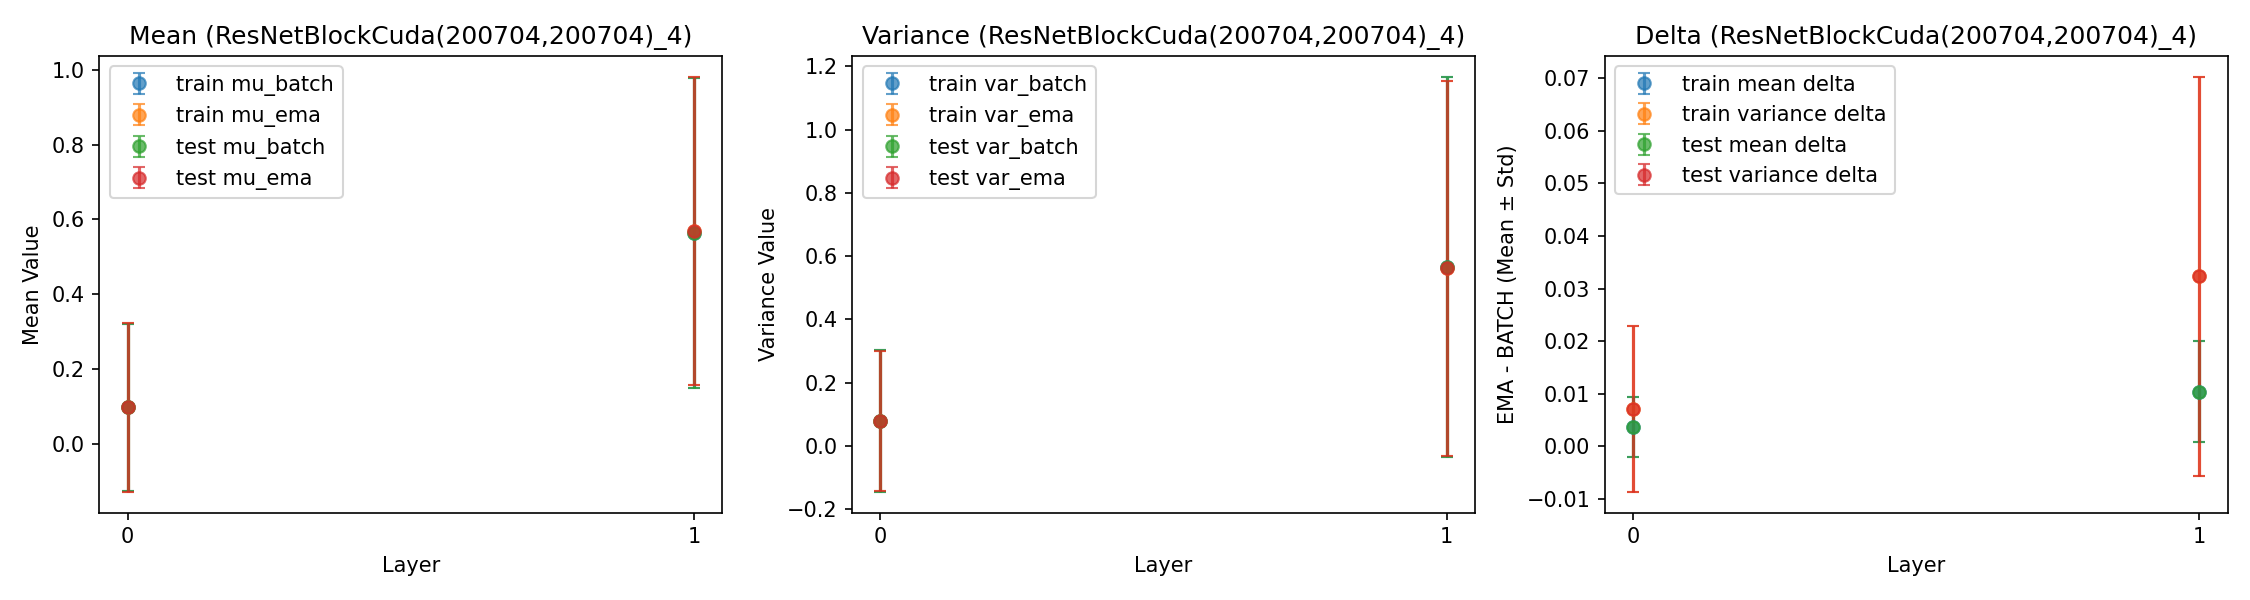 Mean (ResNetBlockCuda(200704,200704)_4)
train mu_batch
train mu_ema
test mu_batch
test mu_ema
Mean Value
1.0
0.8
0.6
0.4
0.2
0.0
0
1
Layer
Variance (ResNetBlockCuda(200704,200704)_4)
train var_batch
train var_ema
test var_batch
test var_ema
Variance Value
1.2
1.0
0.8
0.6
0.4
0.2
0.0
−0.2
0
1
Layer
Delta (ResNetBlockCuda(200704,200704)_4)
train mean delta
train variance delta
test mean delta
test variance delta
EMA - BATCH (Mean ± Std)
0.07
0.06
0.05
0.04
0.03
0.02
0.01
0.00
−0.01
0
1
Layer